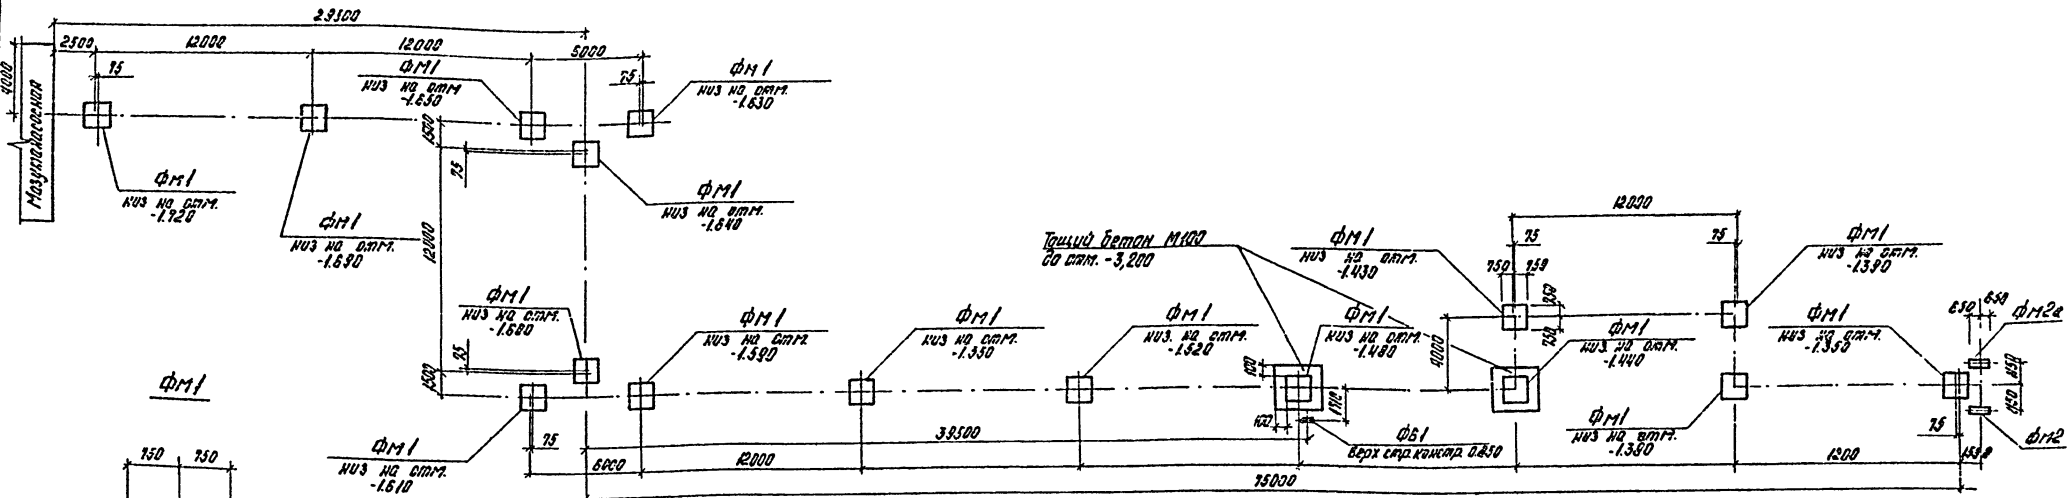 29500
2500
12000
12000
5000
4000
75
75
Мазутонасосная
ФМ1
низ на отм.
-1.650
ФМ1
низ на отм.
-1.630
ФМ1
низ на отм.
-1.720
ФМ1
низ на отм.
-1.690
1500
75
12000
ФМ1
низ на отм.
-1.640
ФМ1
низ на отм.
-1.680
75
1500
ФМ1
низ на отм.
-1.590
ФМ1
низ на отм.
-1.550
ФМ1
низ на отм.
-1.520
Тощий бетон М100
до отм. -3,200
ФМ1
низ на отм.
-1.480
ФМ1
низ на отм.
-1.430
12000
75
75
750
750
750
750
ФМ1
низ на отм.
-1.390
4000
ФМ1
низ на отм.
-1.440
ФМ1
низ на отм.
-1.350
650
650
ФМ2а
ФМ2
75
ФМ1
низ на отм.
-1.380
100
100
ФБ1
верх стр.констр. 0.850
39500
ФМ1
низ на отм.
-1.610
75
6000
12000
1200
75000
ФМ1
750
750